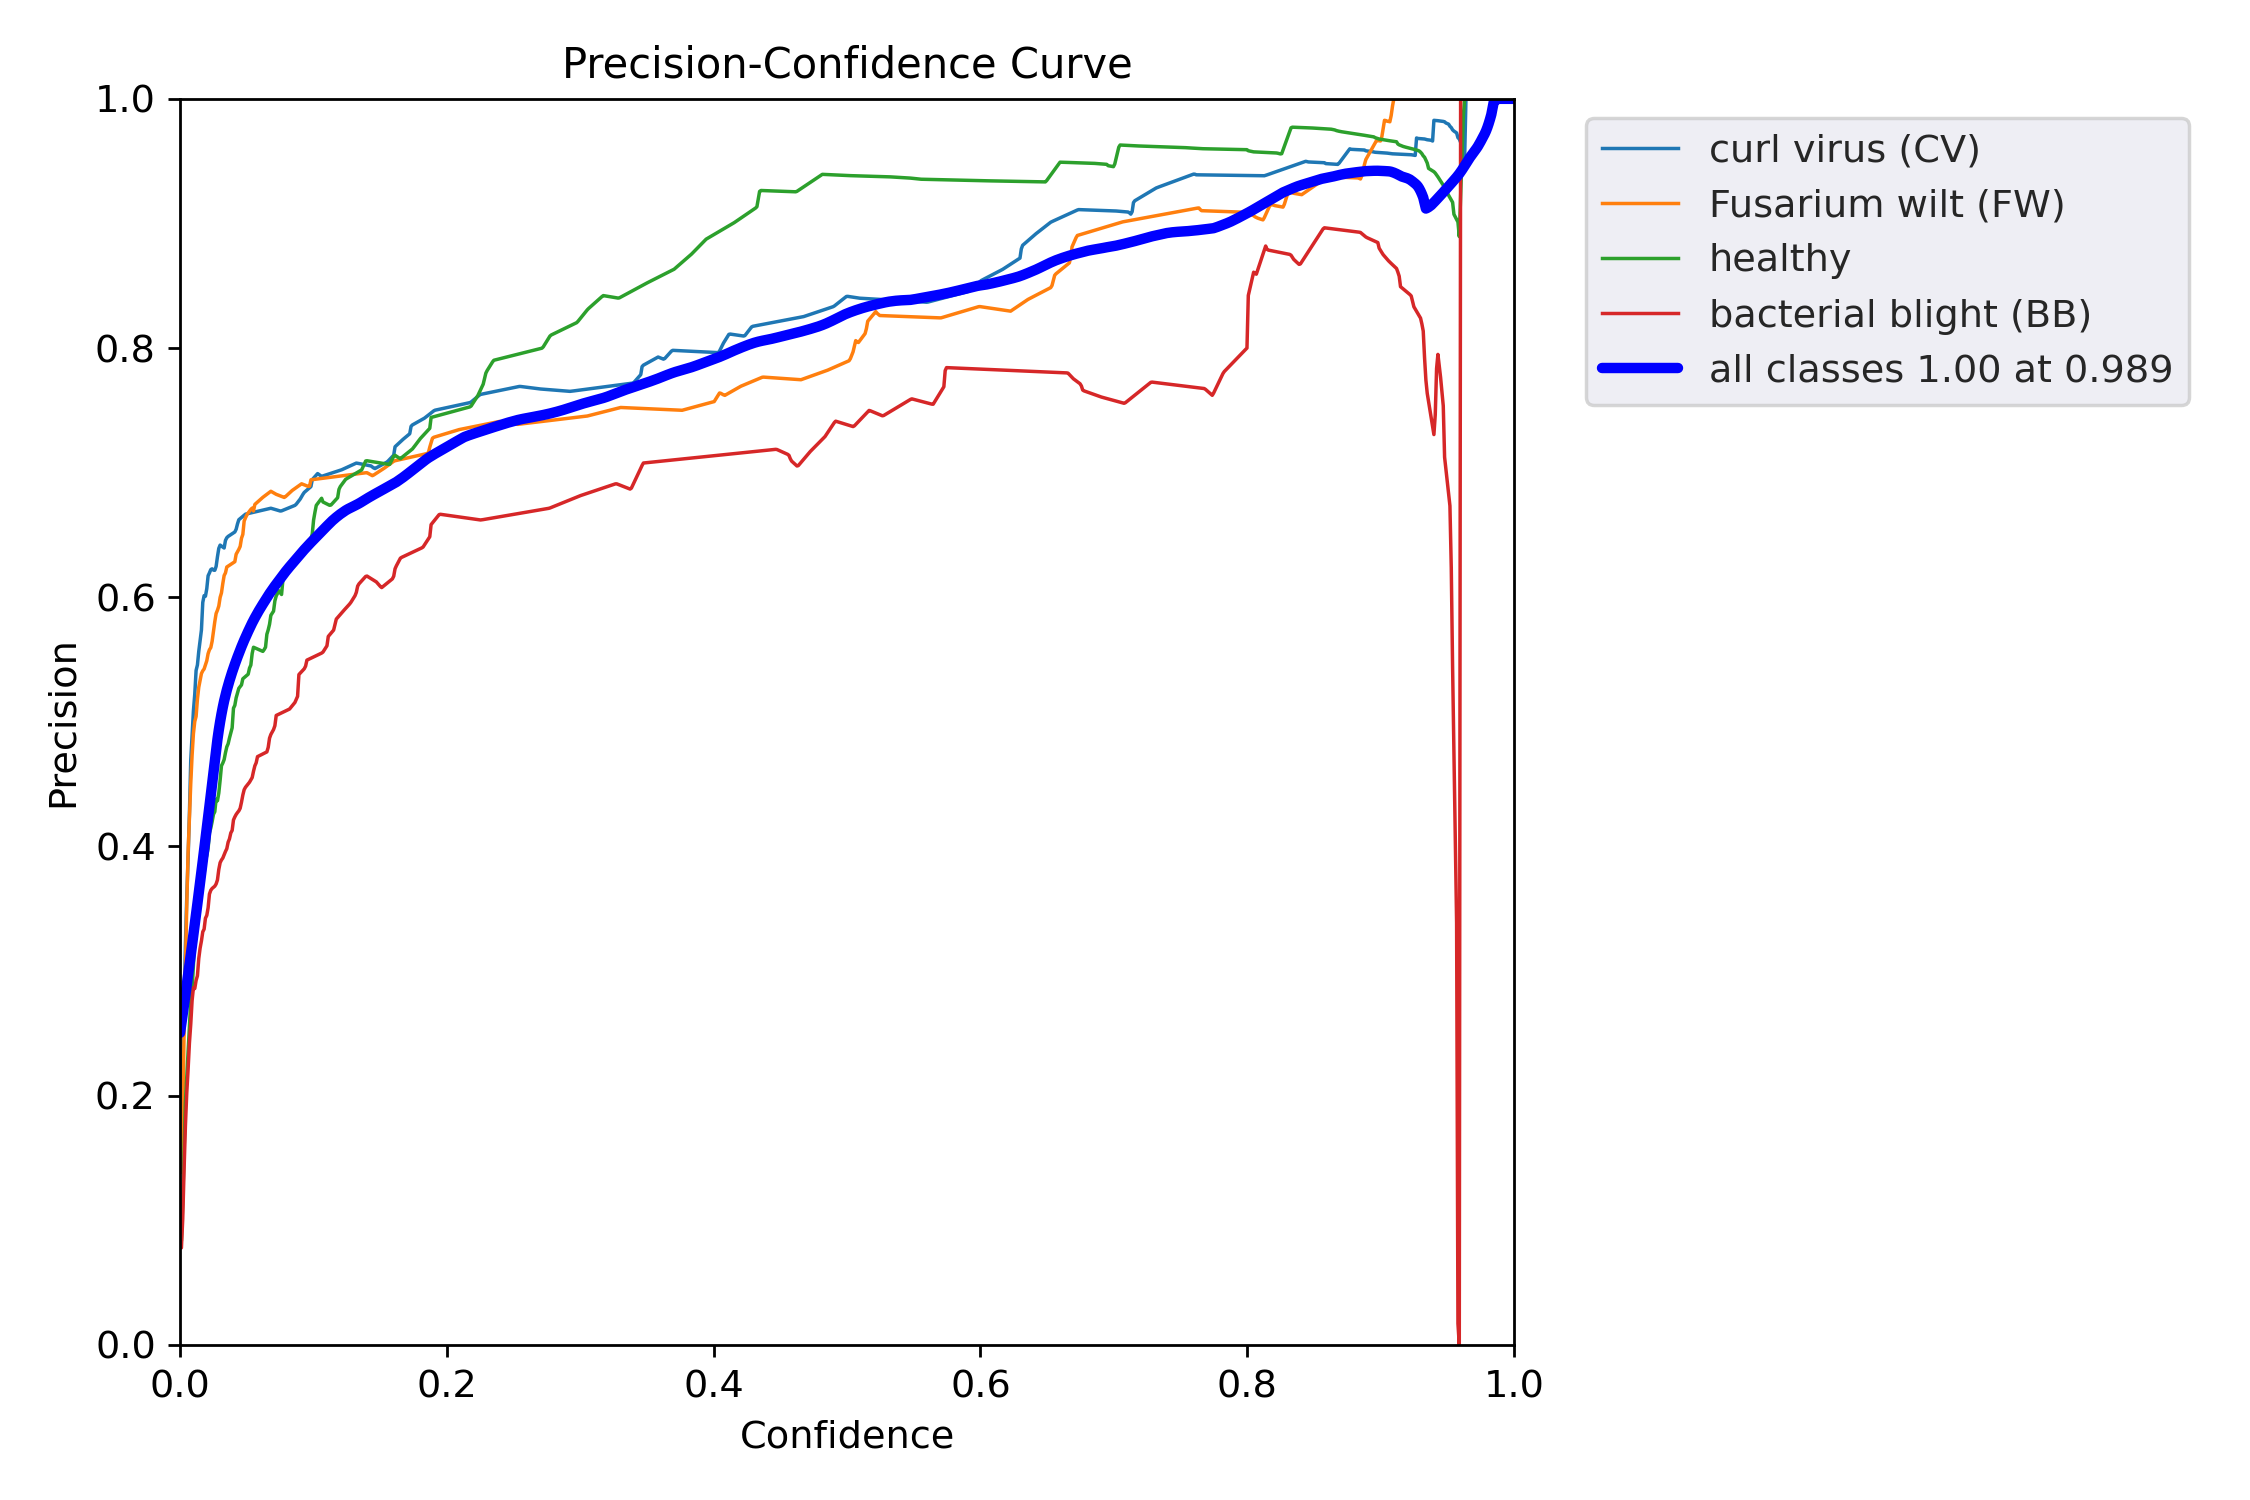 Precision-Confidence Curve
1.0
0.8
0.6
0.4
0.2
0.0
Precision
0.0 0.2 0.4 0.6 0.8 1.0
Confidence
curl virus (CV)
Fusarium wilt (FW)
healthy
bacterial blight (BB)
all classes 1.00 at 0.989